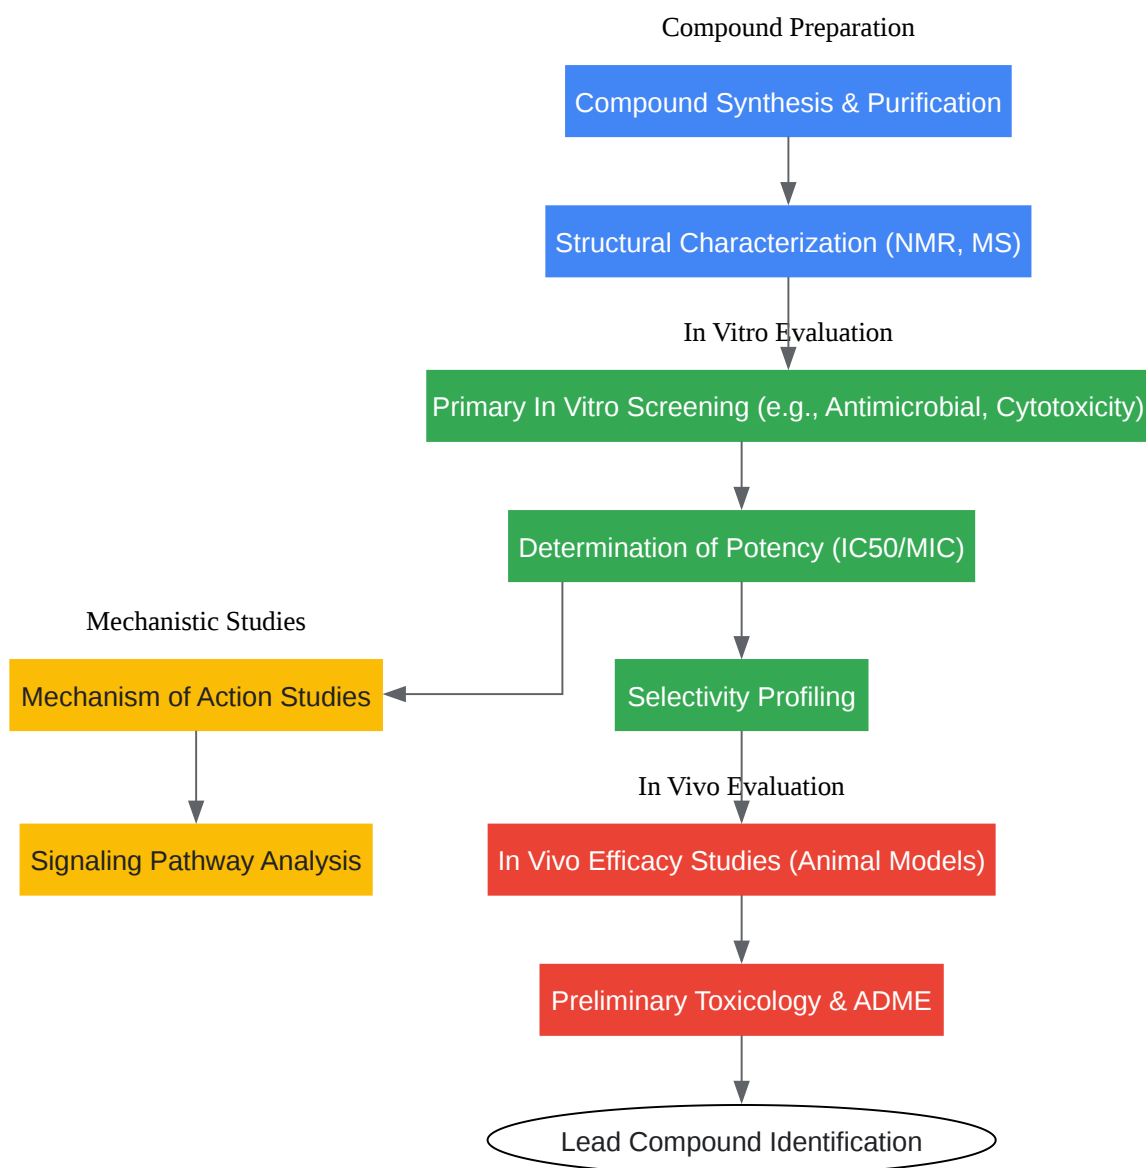 Compound Preparation
Compound Synthesis & Purification
Structural Characterization (NMR, MS)
In Vitro Evaluation
Primary In Vitro Screening (e.g., Antimicrobial, Cytotoxicity)
Determination of Potency (IC50/MIC)
Mechanistic Studies
Mechanism of Action Studies
Selectivity Profiling
In Vivo Evaluation
Signaling Pathway Analysis
In Vivo Efficacy Studies (Animal Models)
Preliminary Toxicology & ADME
Lead Compound Identification